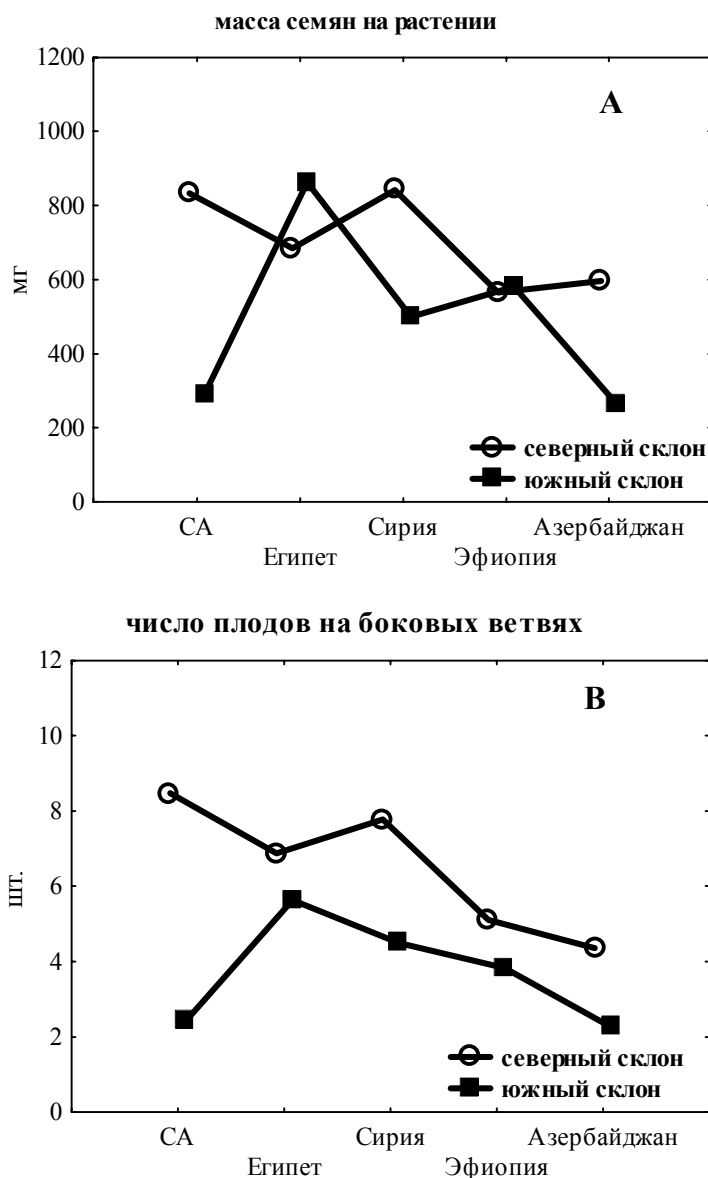 масса семян на растении
1200
A
1000
800
мг
600
400
северный склон
200
южный склон
0
СА
Сирия
Азербайджан
Египет
Эфиопия
число плодов на боковых ветвях
12
B
10
8
шт.
6
4
2
северный склон
южный склон
0
СА
Сирия
Азербайджан
Египет
Эфиопия